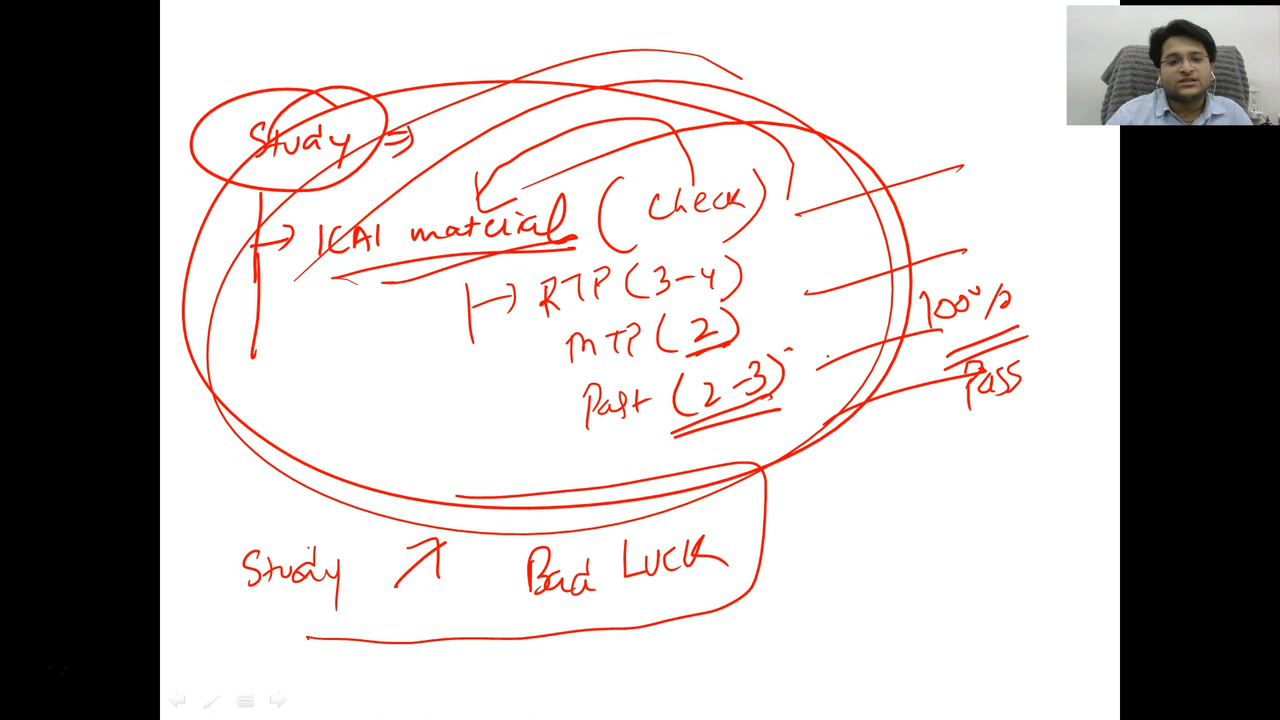 Study →
→ ICAI material (check)
→ RTP (3-4)
MTP (2)
Past (2-3)
100%
Pass
Study ↗ Bad Luck